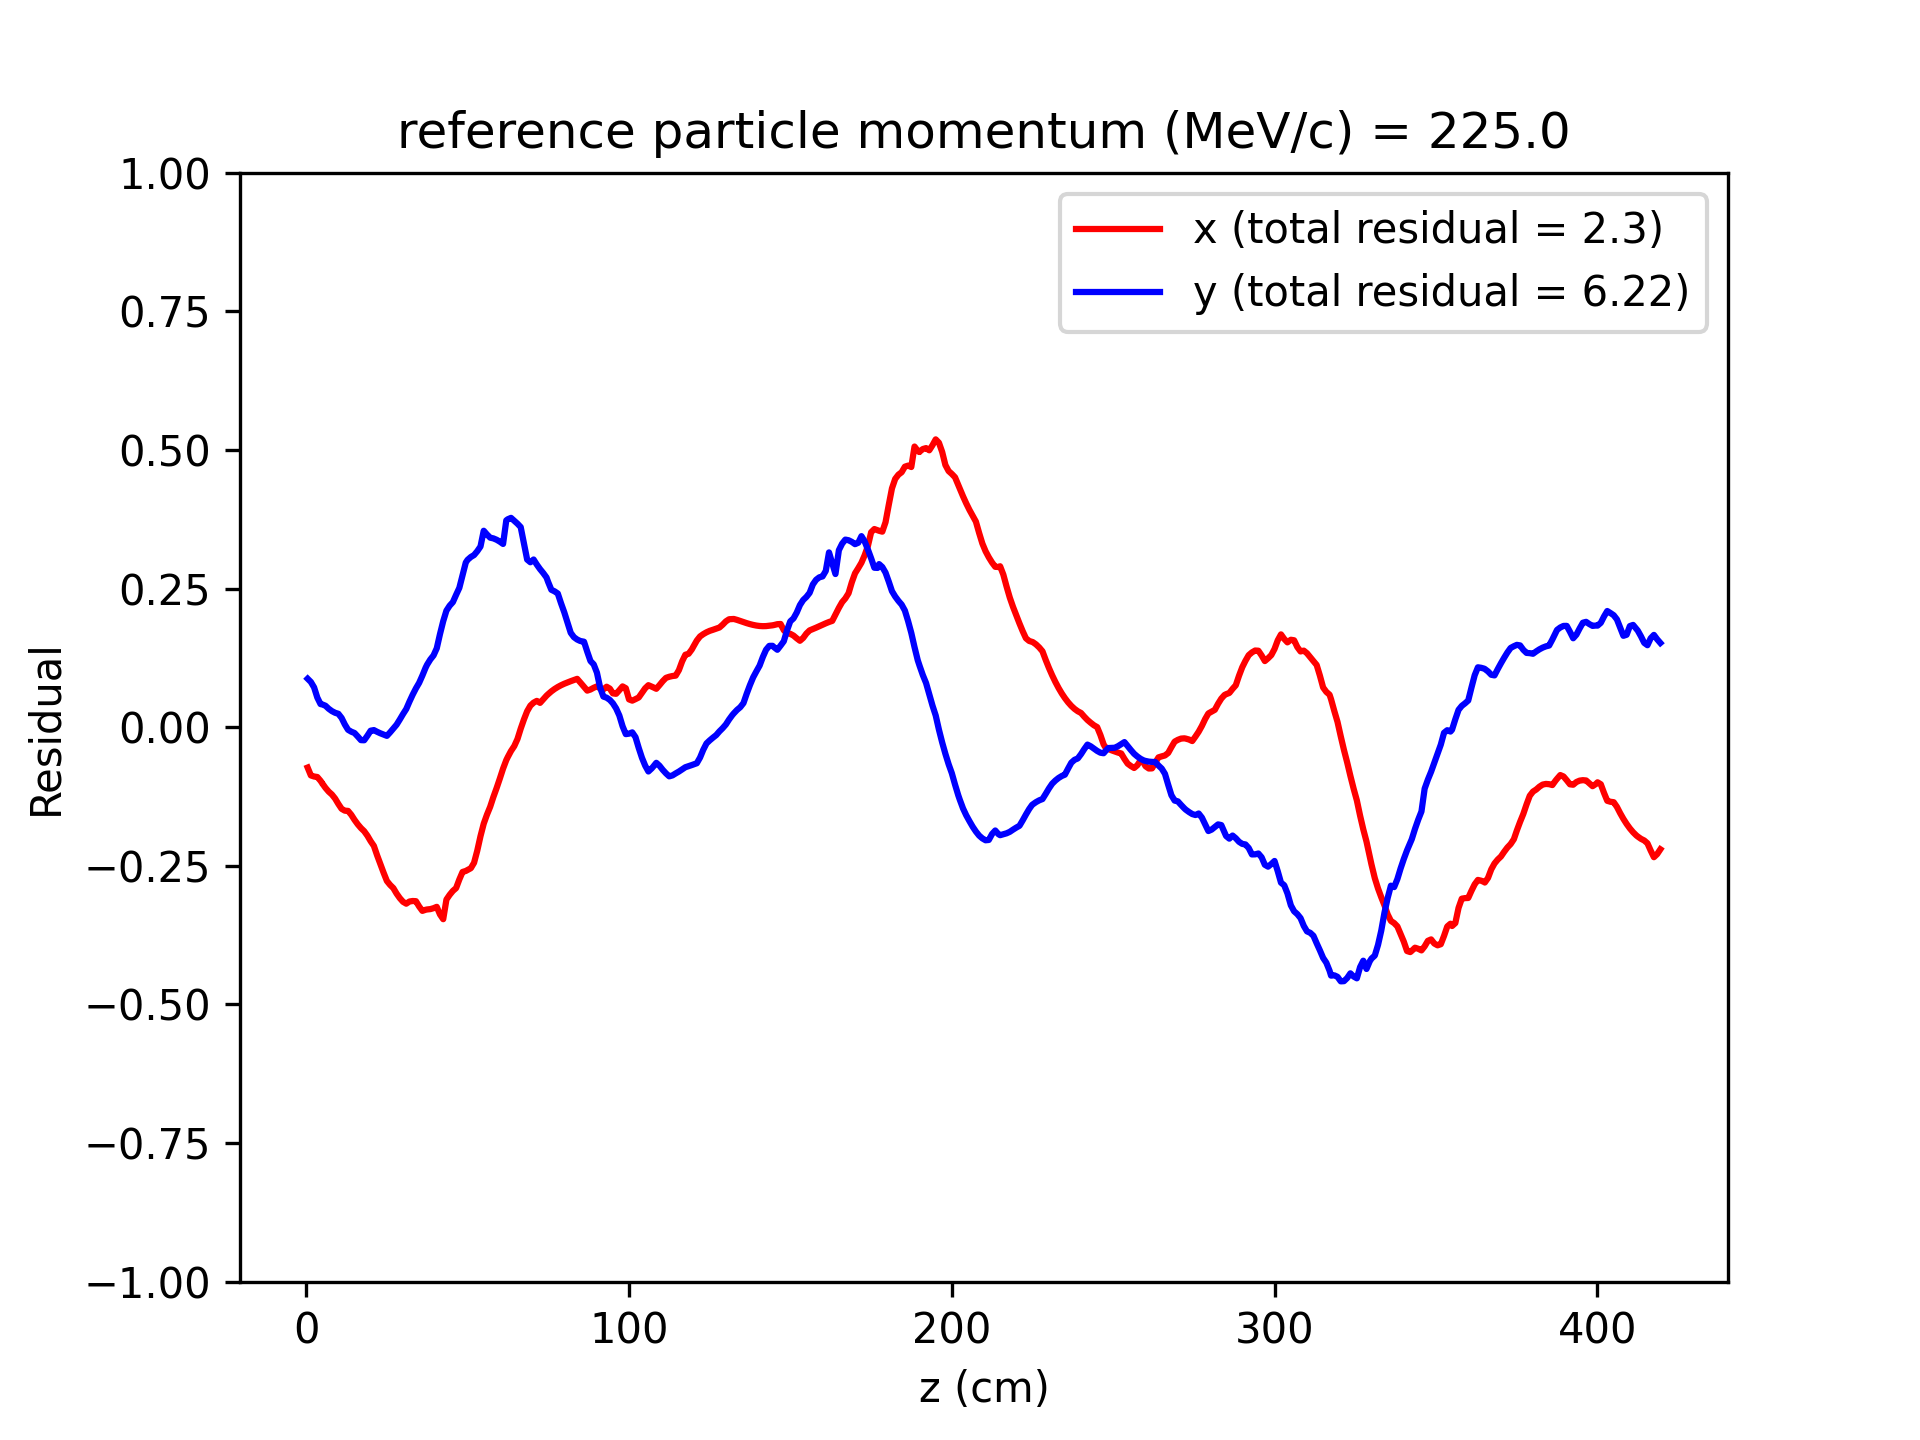 reference particle momentum (MeV/c) = 225.0
x (total residual = 2.3)
y (total residual = 6.22)
Residual
1.00
0.75
0.50
0.25
0.00
−0.25
−0.50
−0.75
−1.00
0 100 200 300 400
z (cm)